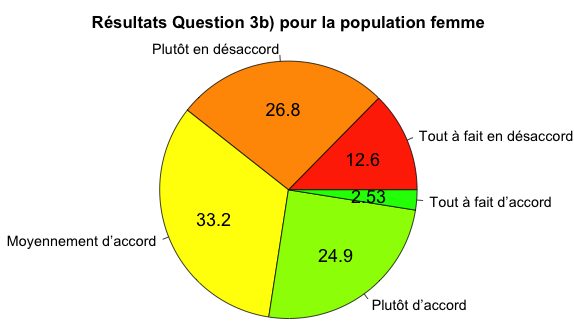 Résultats Question 3b) pour la population femme
Plutôt en désaccord
26.8
Tout à fait en désaccord
12.6
2.53
Tout à fait d’accord
33.2
Moyennement d’accord
24.9
Plutôt d’accord